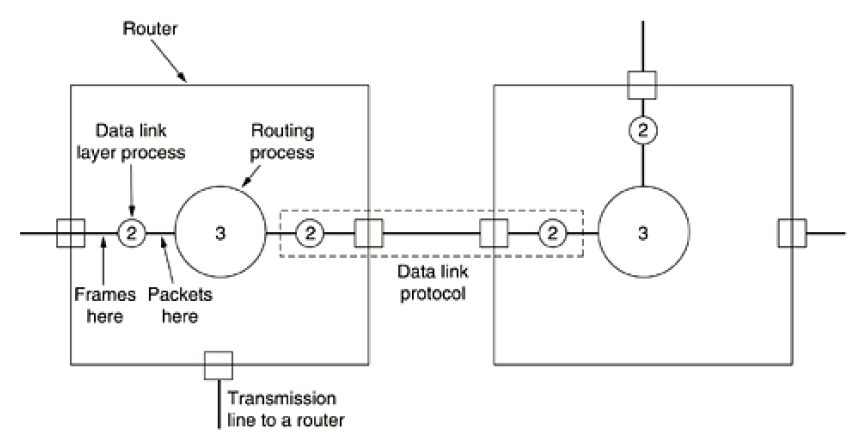 Router
Data link
layer process
Routing
process
2
2
3
2
2
3
Frames
here
Packets
here
Data link
protocol
Transmission
line to a router